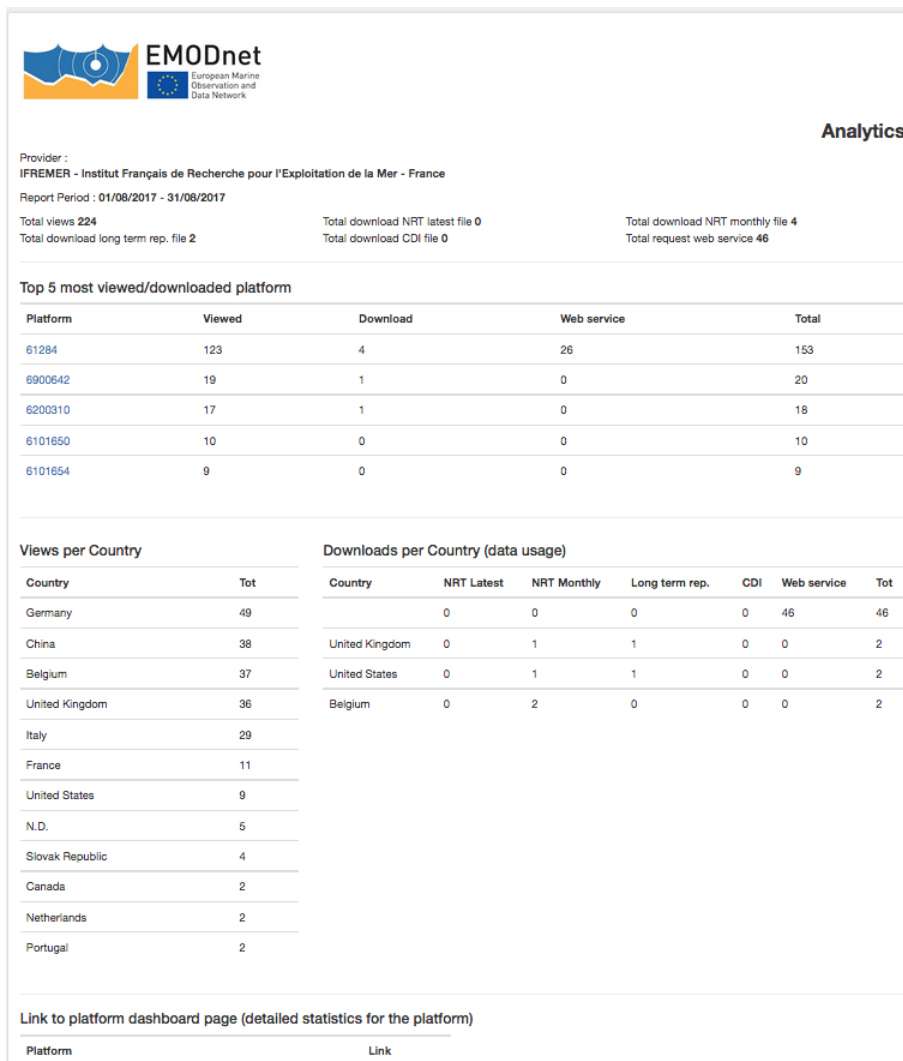 EMODnet
European Marine
Observation and
Data Network
Analytics
Provider :
IFREMER - Institut Français de Recherche pour l'Exploitation de la Mer - France
Report Period : 01/08/2017 - 31/08/2017
Total views 224 Total download NRT latest file 0 Total download NRT monthly file 4
Total download long term rep. file 2 Total download CDI file 0 Total request web service 46
Top 5 most viewed/downloaded platform
Platform Viewed Download Web service Total
61284 123 4 26 153
6900642 19 1 0 20
6200310 17 1 0 18
6101650 10 0 0 10
6101654 9 0 0 9
Views per Country
Country Tot
Germany 49
China 38
Belgium 37
United Kingdom 36
Italy 29
France 11
United States 9
N.D. 5
Slovak Republic 4
Canada 2
Netherlands 2
Portugal 2
Downloads per Country (data usage)
Country NRT Latest NRT Monthly Long term rep. CDI Web service Tot
0 0 0 0 46 46
United Kingdom 0 1 1 0 0 2
United States 0 1 1 0 0 2
Belgium 0 2 0 0 0 2
Link to platform dashboard page (detailed statistics for the platform)
Platform Link